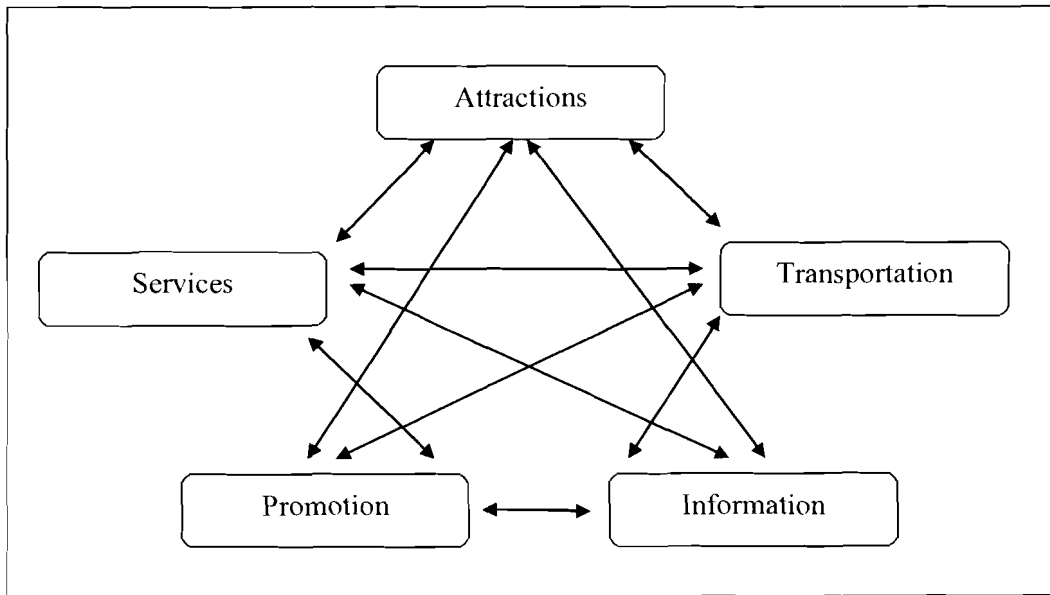 Attractions
Services
Transportation
Promotion
Information